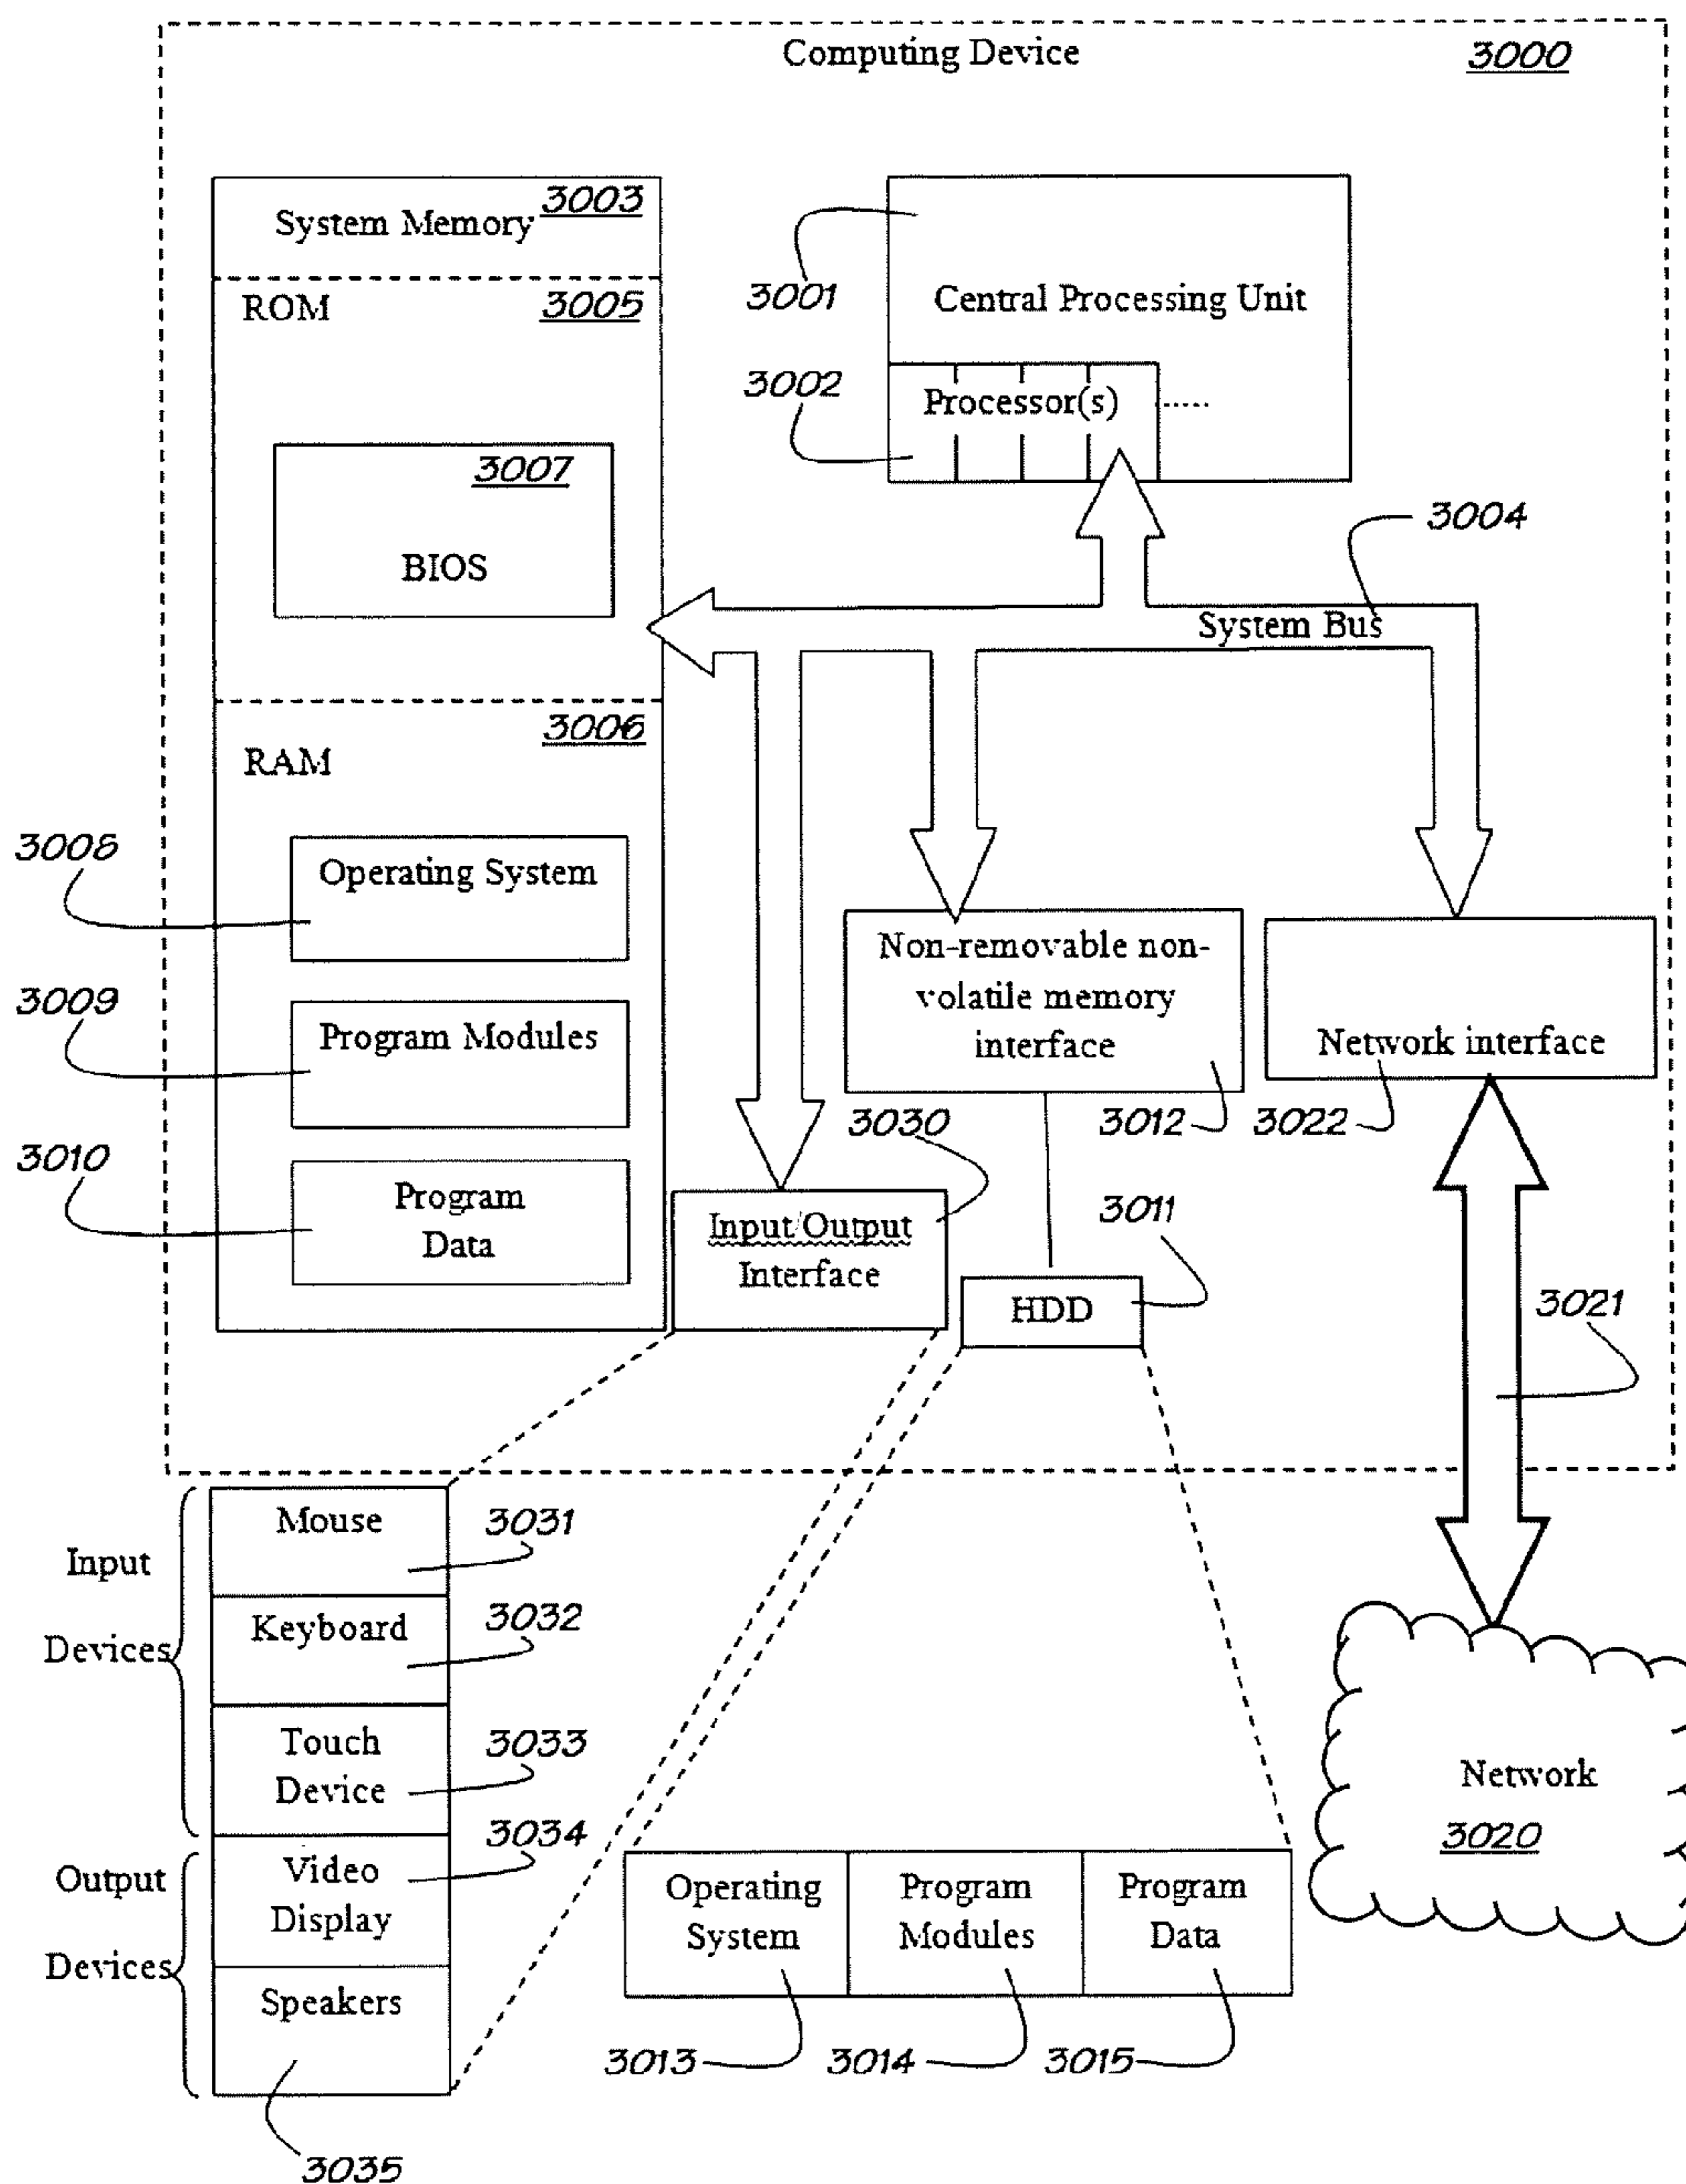 Computing Device
3000
System Memory
3003
ROM
3005
3007
BIOS
3001
Central Processing Unit
3002
Processor(s)
3004
System Bus
RAM
3006
3008
Operating System
3009
Program Modules
3010
Program
Data
Non-removable non-
volatile memory
interface
3012
Network interface
3022
3030
Input/Output
Interface
3011
HDD
3021
Input
Devices
Mouse
3031
Keyboard
3032
Touch
Device
3033
Output
Devices
Video
Display
3034
Speakers
3035
Operating
System
Program
Modules
Program
Data
3013
3014
3015
Network
3020